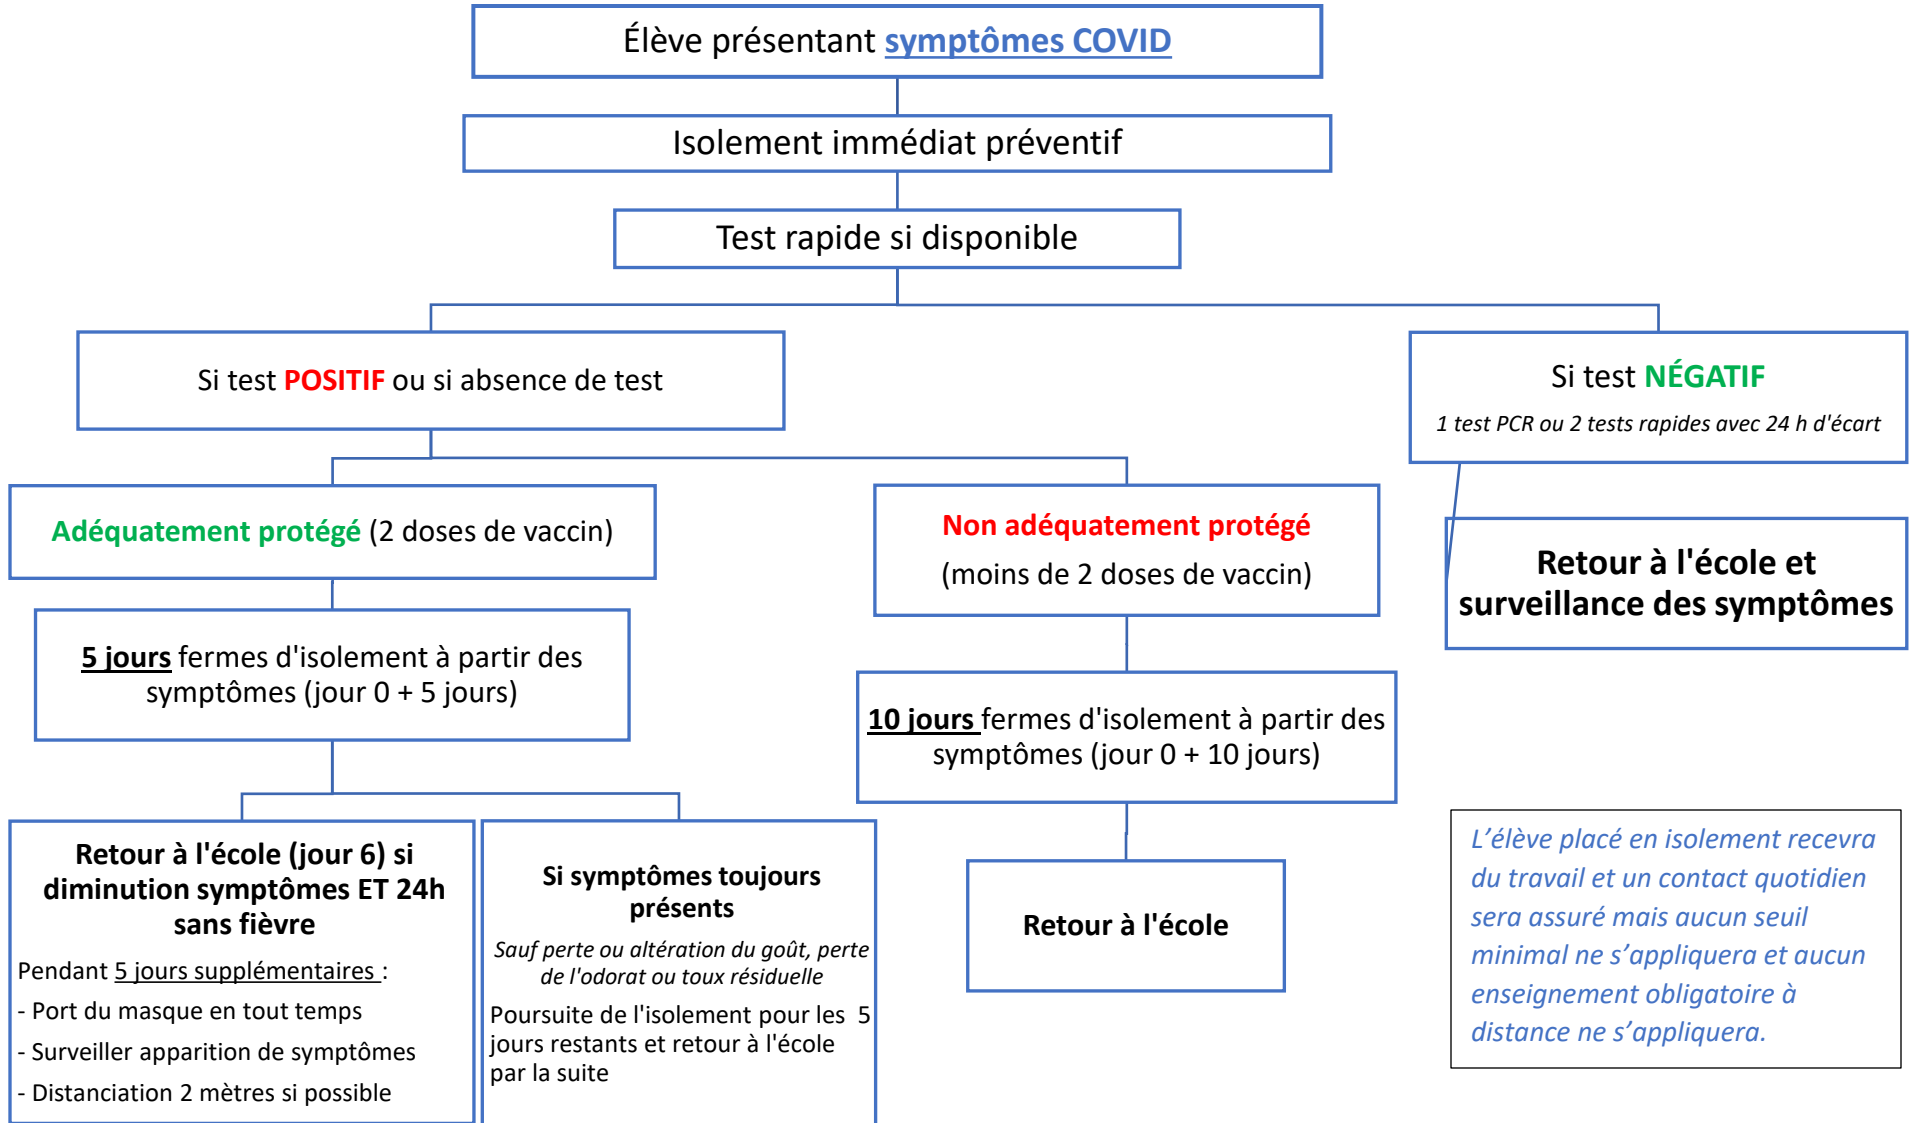 Élève présentant symptômes COVID
Isolement immédiat préventif
Test rapide si disponible
Si test POSITIF ou si absence de test
Si test NÉGATIF
1 test PCR ou 2 tests rapides avec 24 h d'écart
Adéquatement protégé (2 doses de vaccin)
Non adéquatement protégé
(moins de 2 doses de vaccin)
Retour à l'école et
surveillance des symptômes
5 jours fermes d'isolement à partir des
symptômes (jour 0 + 5 jours)
10 jours fermes d'isolement à partir des
symptômes (jour 0 + 10 jours)
Retour à l'école (jour 6) si
diminution symptômes ET 24h
sans fièvre
Pendant 5 jours supplémentaires :
- Port du masque en tout temps
- Surveiller apparition de symptômes
- Distanciation 2 mètres si possible
Si symptômes toujours
présents
Sauf perte ou altération du goût, perte
de l'odorat ou toux résiduelle
Poursuite de l'isolement pour les 5
jours restants et retour à l'école
par la suite
Retour à l'école
L'élève placé en isolement recevra
du travail et un contact quotidien
sera assuré mais aucun seuil
minimal ne s'appliquera et aucun
enseignement obligatoire à
distance ne s'appliquera.